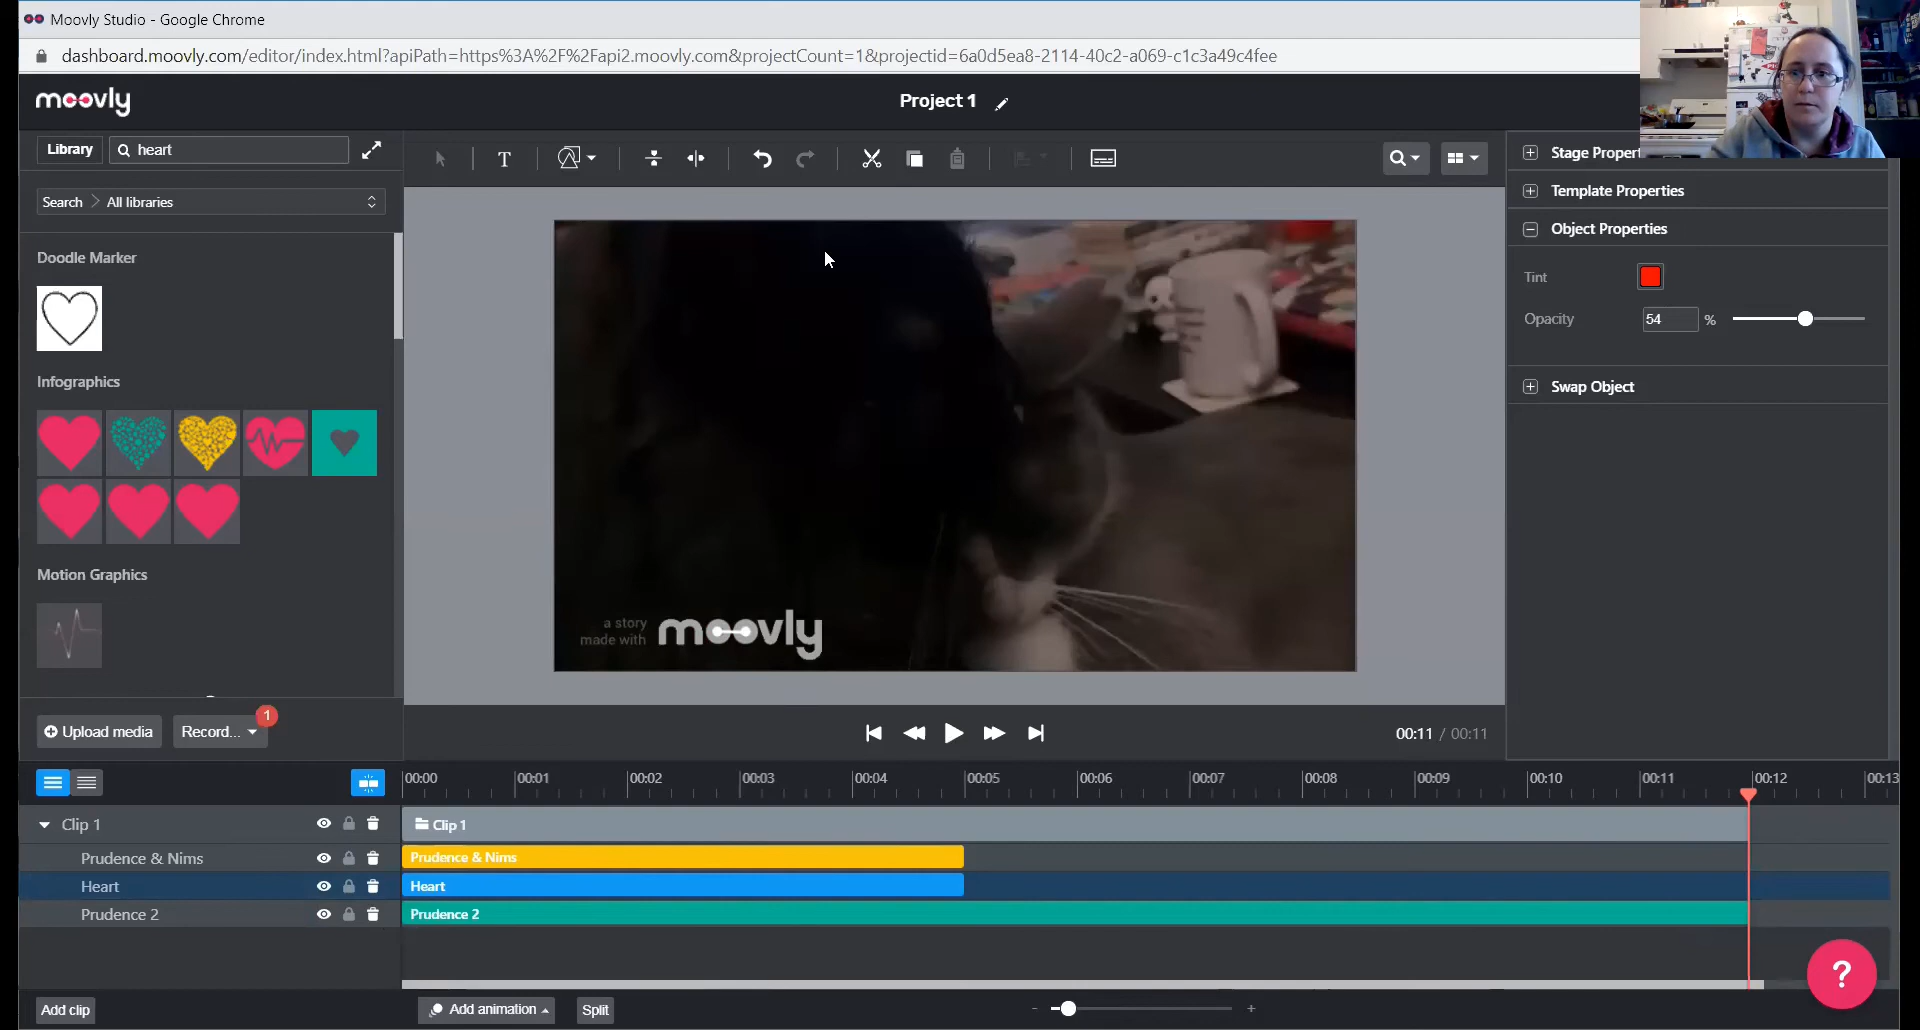 Moovly Studio - Google Chrome
dashboard.moovly.com/editor/index.html?apiPath=https%3A%2F%2Fapi2.moovly.com&projectCount=1&projectid=6a0d5ea8-2114-40c2-a069-c1c3a49c4fee
moovly
Project 1
Library
heart
T
Stage Propert
Search > All libraries
Template Properties
Object Properties
Doodle Marker
Tint
Opacity 54 %
Infographics
Swap Object
Motion Graphics
a story
made with moovly
Upload media
Record...
1
00:11 / 00:11
00:00 00:01 00:02 00:03 00:04 00:05 00:06 00:07 00:08 00:09 00:10 00:11 00:12 00:13
Clip 1
Clip 1
Prudence & Nims
Prudence & Nims
Heart
Heart
Prudence 2
Prudence 2
?
Add clip
Add animation
Split
- +